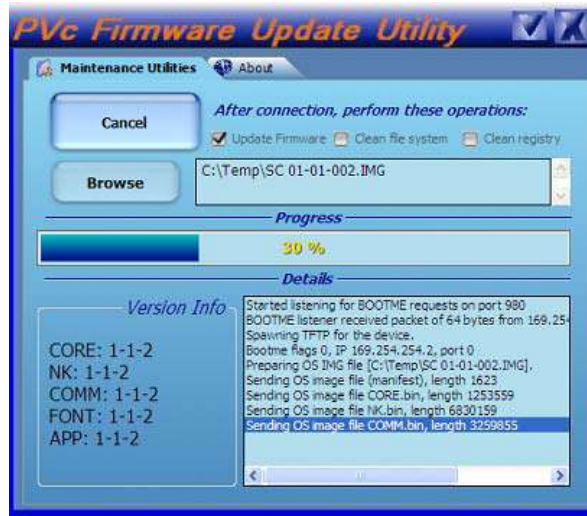 PVc Firmware Update Utility
Maintenance Utilities About
Cancel
After connection, perform these operations:
Update Firmware Clean file system Clean registry
Browse
C:\Temp\SC 01-01-002.IMG
Progress
30 %
Details
Version Info
CORE: 1-1-2
NK: 1-1-2
COMM: 1-1-2
FONT: 1-1-2
APP: 1-1-2
Started listening for BOOTME requests on port 980
BOOTME listener received packet of 64 bytes from 169.254
Spawning TFTP for the device.
Bootme flags 0, IP 169.254.254.2, port 0
Preparing OS IMG file [C:\Temp\SC 01-01-002.IMG].
Sending OS image file (manifest), length 1623
Sending OS image file CORE.bin, length 1253559
Sending OS image file NK.bin, length 6830159
Sending OS image file COMM.bin, length 3259855